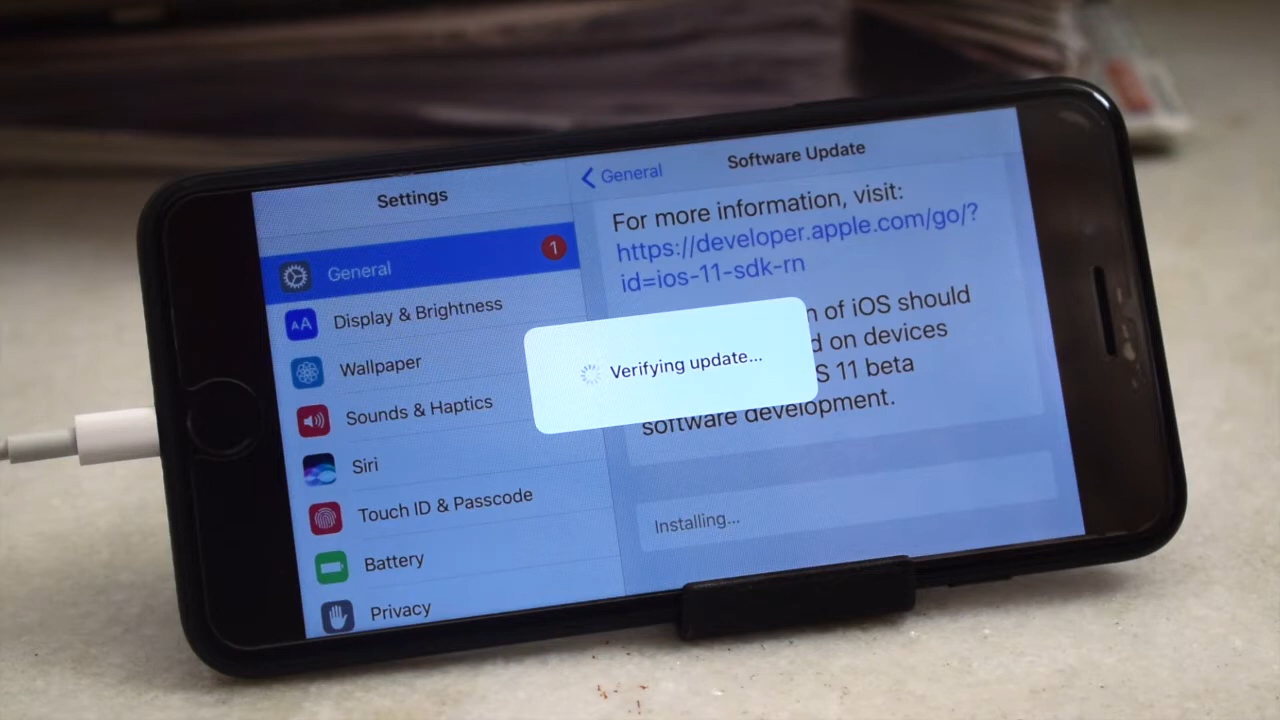 Settings
General
1
AA
Display & Brightness
Wallpaper
Sounds & Haptics
Siri
Touch ID & Passcode
Battery
Privacy
General
Software Update
For more information, visit:
https://developer.apple.com/go/?
id=ios-11-sdk-rn
of iOS should
on devices
11 beta
software development.
Verifying update...
Installing...